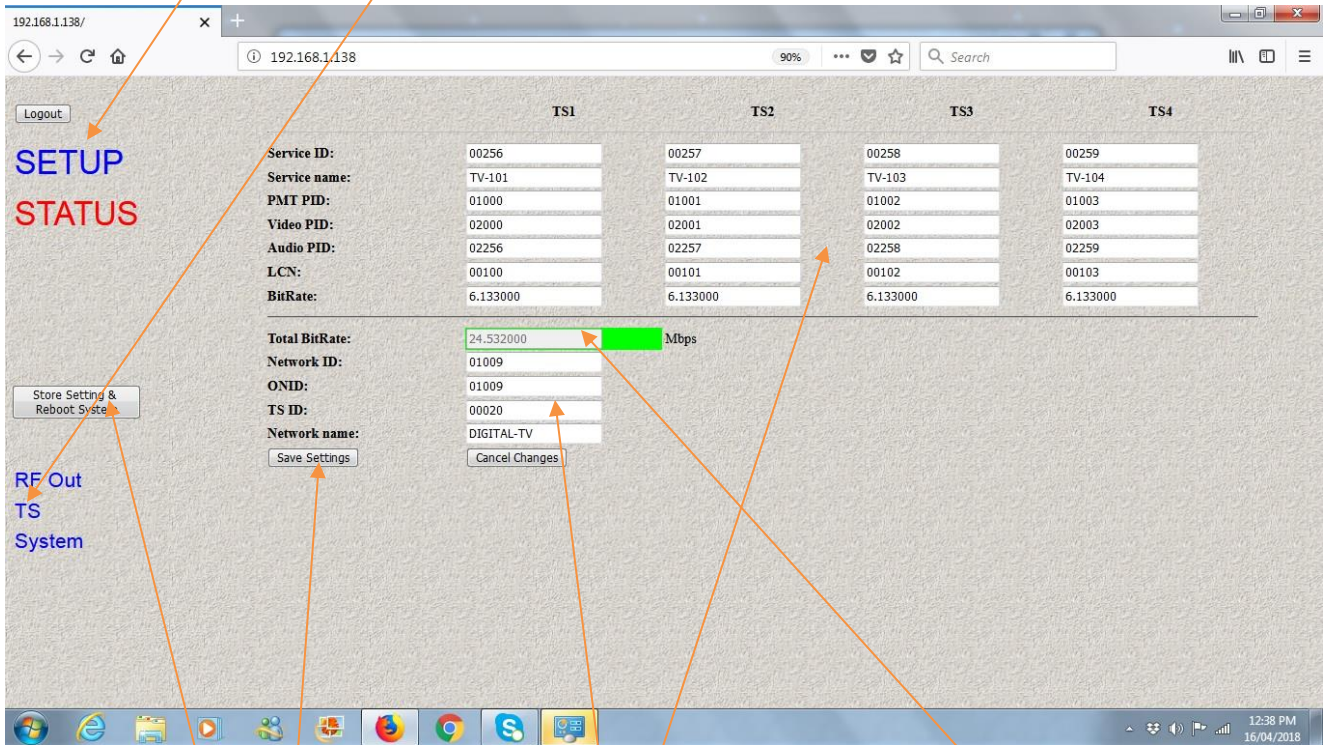 192.168.1.138/
192.168.1.138
90%
Search
Logout
TS1 TS2 TS3 TS4
SETUP
STATUS
Service ID: 00256 00257 00258 00259
Service name: TV-101 TV-102 TV-103 TV-104
PMT PID: 01000 01001 01002 01003
Video PID: 02000 02001 02002 02003
Audio PID: 02256 02257 02258 02259
LCN: 00100 00101 00102 00103
BitRate: 6.133000 6.133000 6.133000 6.133000
Total BitRate: 24.532000 Mbps
Network ID: 01009
ONID: 01009
TS ID: 00020
Network name: DIGITAL-TV
Save Settings Cancel Changes
Store Setting &
Reboot System
RF Out
TS
System
12:38 PM
16/04/2018